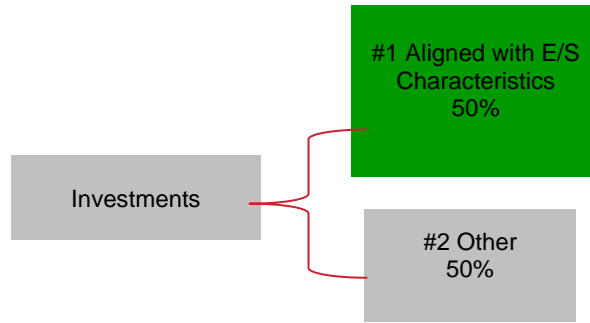 #1 Aligned with E/S
Characteristics
50%
Investments
#2 Other
50%